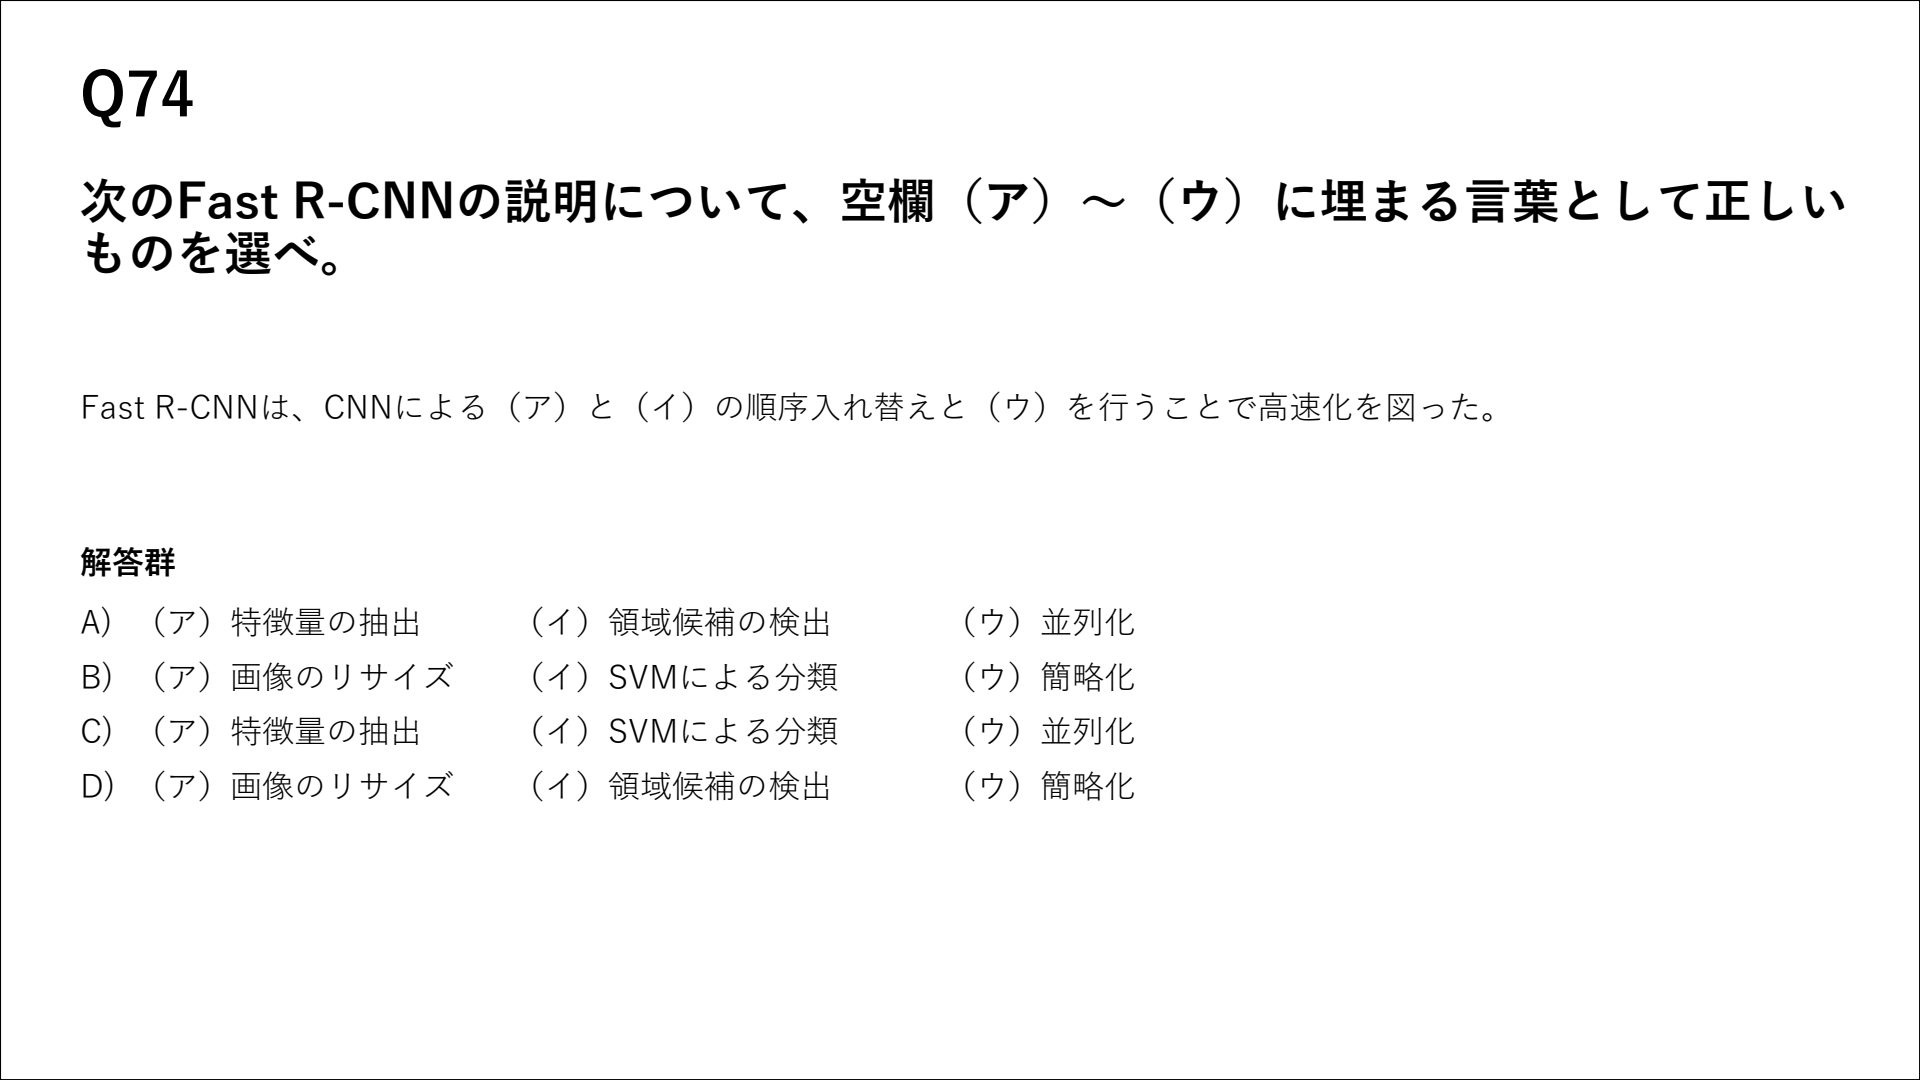 Q74
次のFast R-CNNの説明について、空欄（ア）～（ウ）に埋まる言葉として正しい
ものを選べ。
Fast R-CNNは、CNNによる（ア）と（イ）の順序入れ替えと（ウ）を行うことで高速化を図った。
解答群
A) （ア）特徴量の抽出 （イ）領域候補の検出 （ウ）並列化
B) （ア）画像のリサイズ （イ）SVMによる分類 （ウ）簡略化
C) （ア）特徴量の抽出 （イ）SVMによる分類 （ウ）並列化
D) （ア）画像のリサイズ （イ）領域候補の検出 （ウ）簡略化